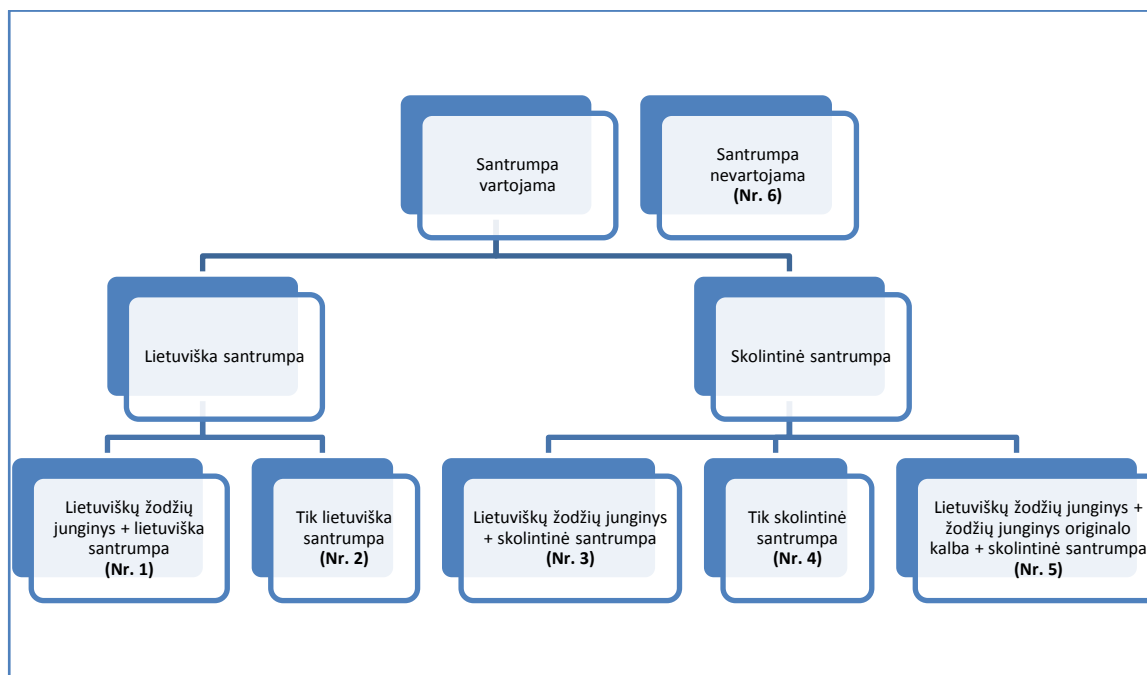 Santrumpa
vartojama
Santrumpa
nevartojama
(Nr. 6)
Lietuviška santrumpa
Skolintinė santrumpa
Lietuviškų žodžių
junginys + lietuviška
santrumpa
(Nr. 1)
Tik lietuviška
santrumpa
(Nr. 2)
Lietuviškų žodžių junginys
+ skolintinė santrumpa
(Nr. 3)
Tik skolintinė
santrumpa
(Nr. 4)
Lietuviškų žodžių junginys +
žodžių junginys originalo
kalba + skolintinė santrumpa
(Nr. 5)